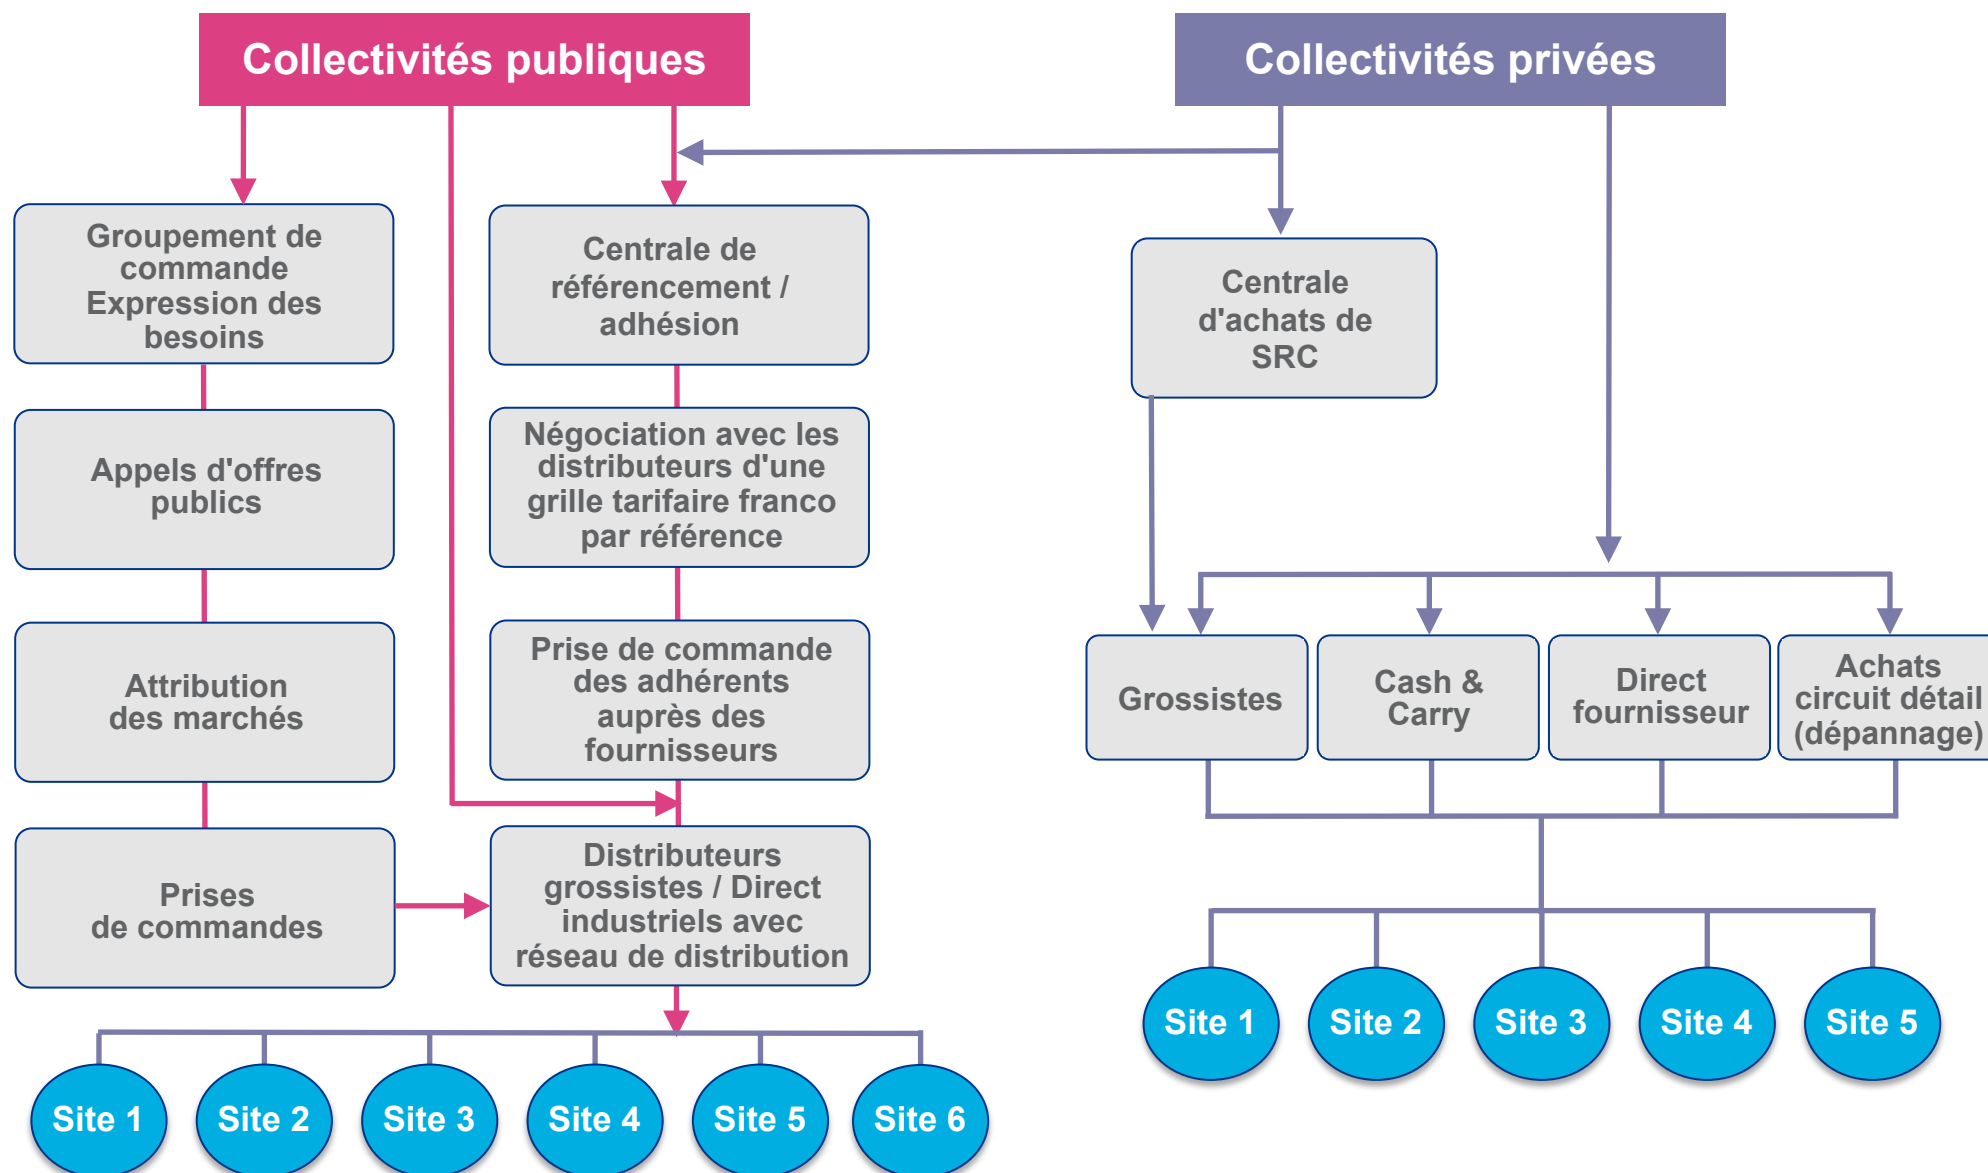 Collectivités publiques
Collectivités privées
Groupement de
commande
Expression des
besoins
Centrale de
référencement /
adhésion
Centrale
d'achats de
SRC
Appels d'offres
publics
Négociation avec les
distributeurs d'une
grille tarifaire franco
par référence
Attribution
des marchés
Prise de commande
des adhérents
auprès des
fournisseurs
Grossistes
Cash &
Carry
Direct
fournisseur
Achats
circuit détail
(dépannage)
Prises
de commandes
Distributeurs
grossistes / Direct
industriels avec
réseau de distribution
Site 1
Site 2
Site 3
Site 4
Site 5
Site 1
Site 2
Site 3
Site 4
Site 5
Site 6